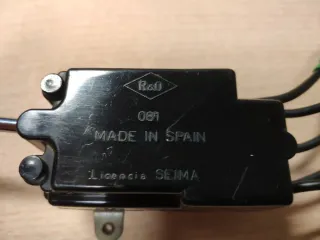 R&O
081
MADE IN SPAIN
Licencia SEIMA